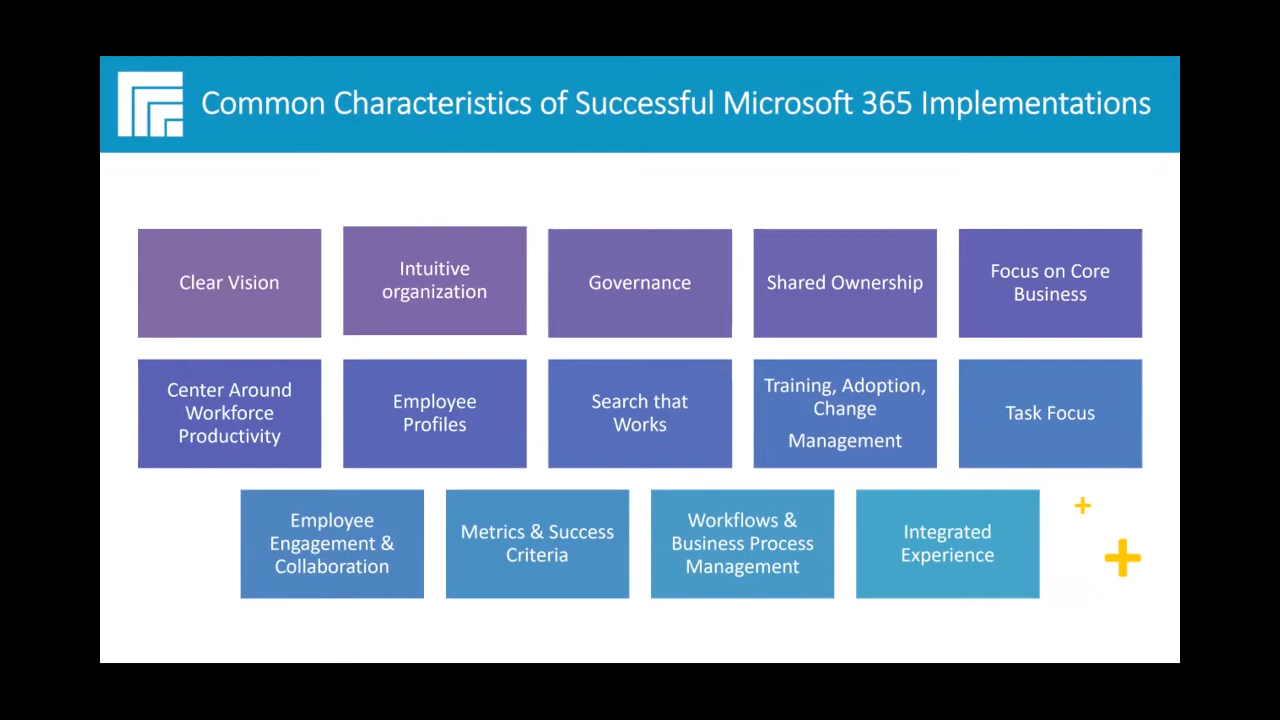 Common Characteristics of Successful Microsoft 365 Implementations
Clear Vision
Intuitive
organization
Governance
Shared Ownership
Focus on Core
Business
Center Around
Workforce
Productivity
Employee
Profiles
Search that
Works
Training, Adoption,
Change
Management
Task Focus
Employee
Engagement &
Collaboration
Metrics & Success
Criteria
Workflows &
Business Process
Management
Integrated
Experience